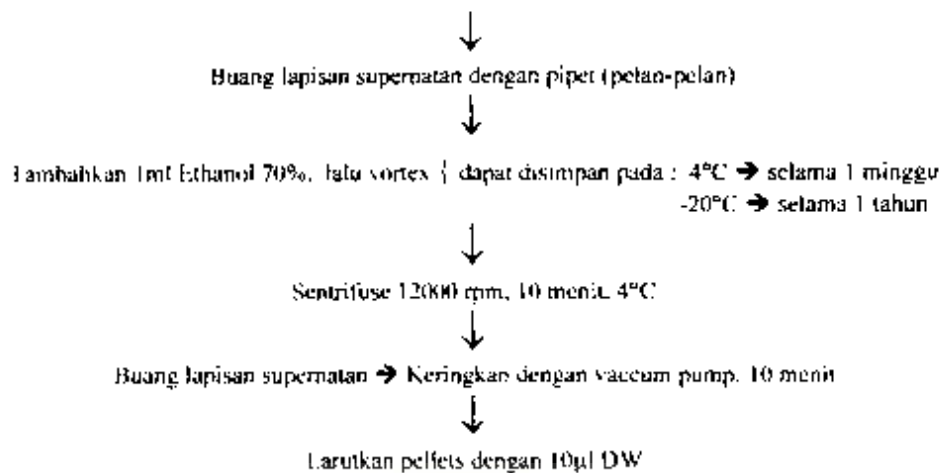 ↓
Buang lapisan supernatan dengan pipet (pelan-pelan)
↓
Tambahkan 1ml Ethanol 70%, lalu vortex { dapat disimpan pada : 4°C → selama 1 minggu
-20°C → selama 1 tahun
↓
Sentrifuse 12000 rpm, 10 menit, 4°C
↓
Buang lapisan supernatan → Keringkan dengan vaccum pump, 10 menit
↓
Larutkan pellets dengan 10µl DW